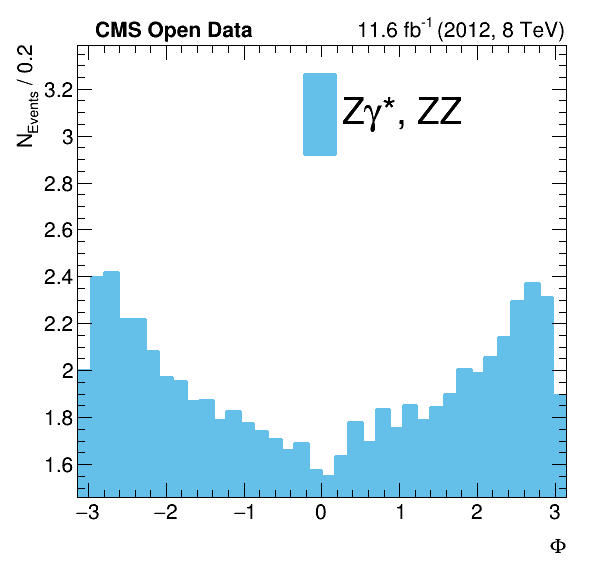 CMS Open Data 11.6 fb⁻¹ (2012, 8 TeV)
N_Events / 0.2
Zγ*, ZZ
3.2
3
2.8
2.6
2.4
2.2
2
1.8
1.6
−3 −2 −1 0 1 2 3
Φ